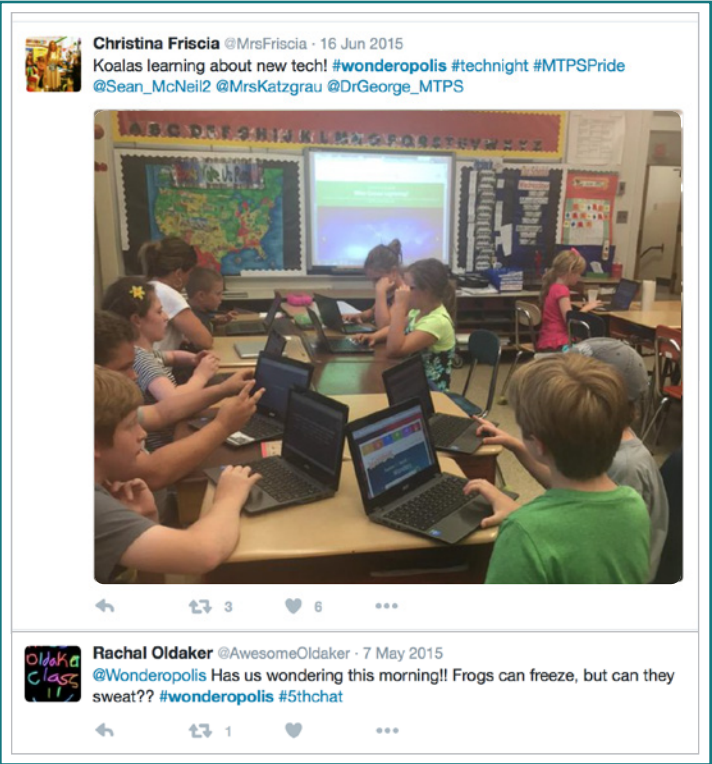 Christina Friscia @MrsFriscia · 16 Jun 2015
Koalas learning about new tech! #wonderopolis #technight #MTPSPride
@Sean_McNeil2 @MrsKatzgrau @DrGeorge_MTPS
A B C D E F G H I J K L M N O P Q R S T U V W X Y Z
3
6
Oldaker
class
!!
Rachal Oldaker @AwesomeOldaker · 7 May 2015
@Wonderopolis Has us wondering this morning!! Frogs can freeze, but can they
sweat?? #wonderopolis #5thchat
1